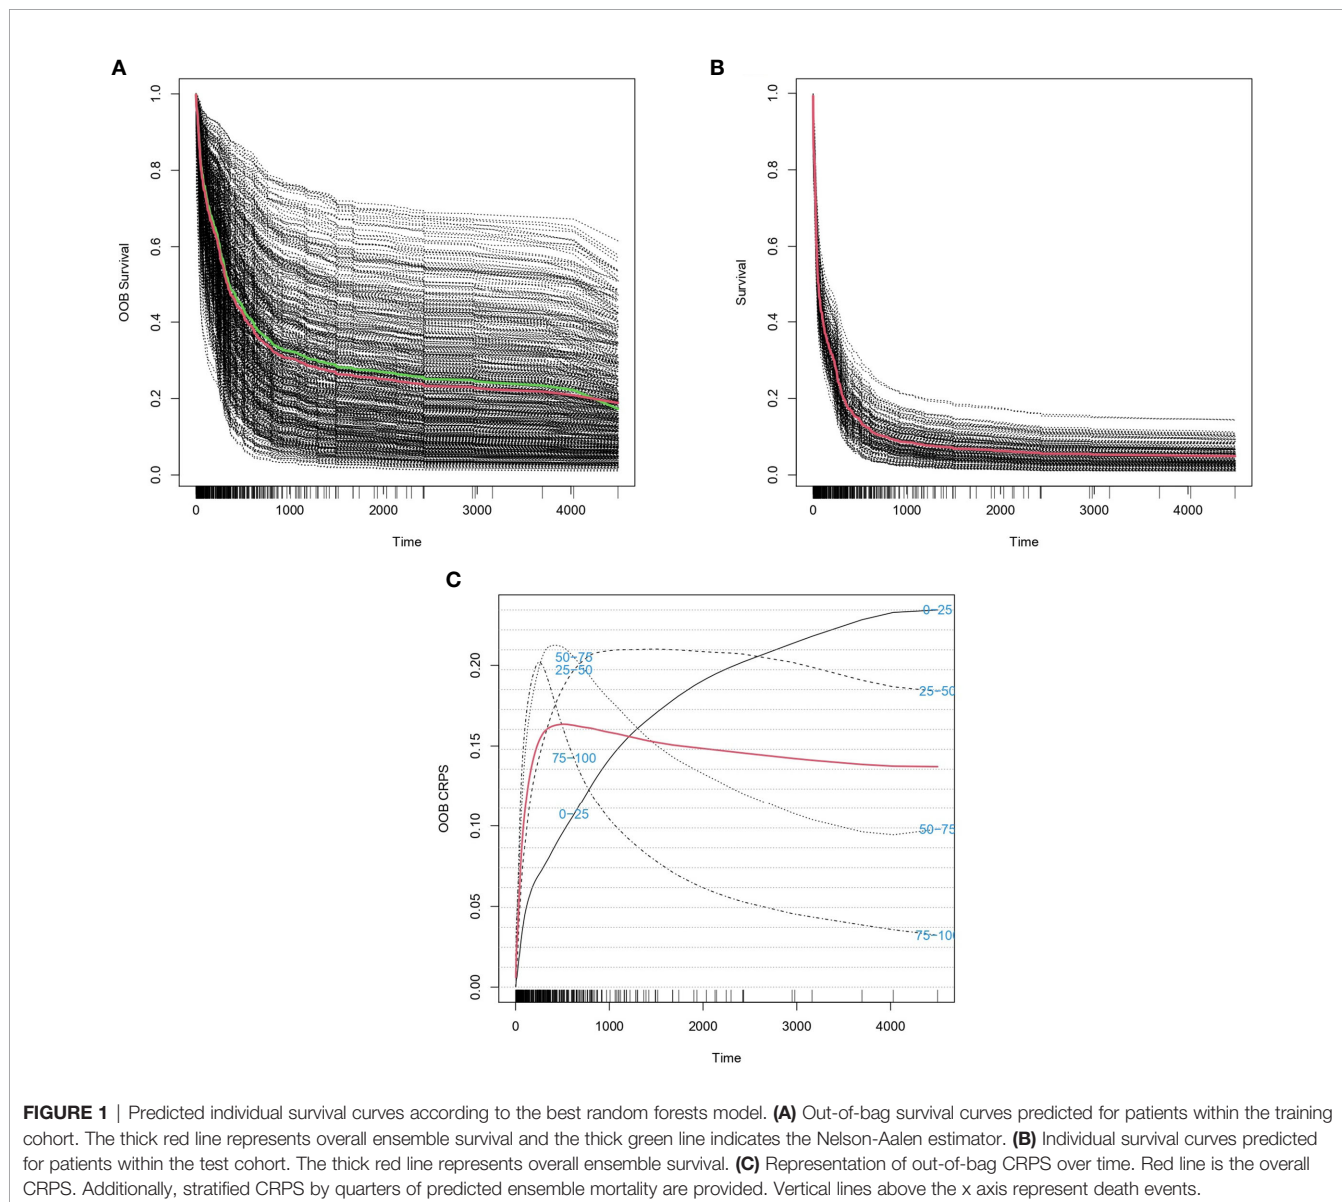 A
1.0
0.8
0.6
0.4
0.2
0.0
OOB Survival
0 1000 2000 3000 4000
Time
B
1.0
0.8
0.6
0.4
0.2
0.0
Survival
0 1000 2000 3000 4000
Time
C
0.20
0.15
0.10
0.05
0.00
OOB CRPS
0−25
50−75
25−50
25−50
75−100
0−25
50−75
75−100
0 1000 2000 3000 4000
Time
FIGURE 1 | Predicted individual survival curves according to the best random forests model. (A) Out-of-bag survival curves predicted for patients within the training
cohort. The thick red line represents overall ensemble survival and the thick green line indicates the Nelson-Aalen estimator. (B) Individual survival curves predicted
for patients within the test cohort. The thick red line represents overall ensemble survival. (C) Representation of out-of-bag CRPS over time. Red line is the overall
CRPS. Additionally, stratified CRPS by quarters of predicted ensemble mortality are provided. Vertical lines above the x axis represent death events.